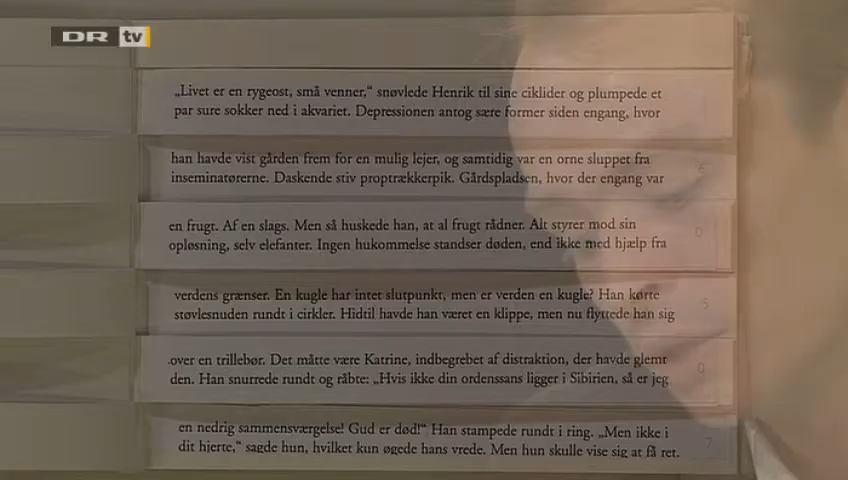 DR tv
„Livet er en rygeost, små venner,“ snøvlede Henrik til sine ciklider og plumpede et
par sure sokker ned i akvariet. Depressionen antog sære former siden engang, hvor
han havde vist gården frem for en mulig lejer, og samtidig var en orne sluppet fra
6
inseminatørerne. Daskende stiv proptrækkerpik. Gårdspladsen, hvor der engang var
en frugt. Af en slags. Men så huskede han, at al frugt rådner. Alt styrer mod sin
0
opløsning, selv elefanter. Ingen hukommelse standser døden, end ikke med hjælp fra
verdens grænser. En kugle har intet slutpunkt, men er verden en kugle? Han kørte
5
støvlesnuden rundt i cirkler. Hidtil havde han været en klippe, men nu flyttede han sig
over en trillebør. Det måtte være Katrine, indbegrebet af distraktion, der havde glemt
0
den. Han snurrede rundt og råbte: „Hvis ikke din ordenssans ligger i Sibirien, så er jeg
en nedrig sammensværgelse! Gud er død!“ Han stampede rundt i ring. „Men ikke i
7
dit hjerte,“ sagde hun, hvilket kun øgede hans vrede. Men hun skulle vise sig at få ret.